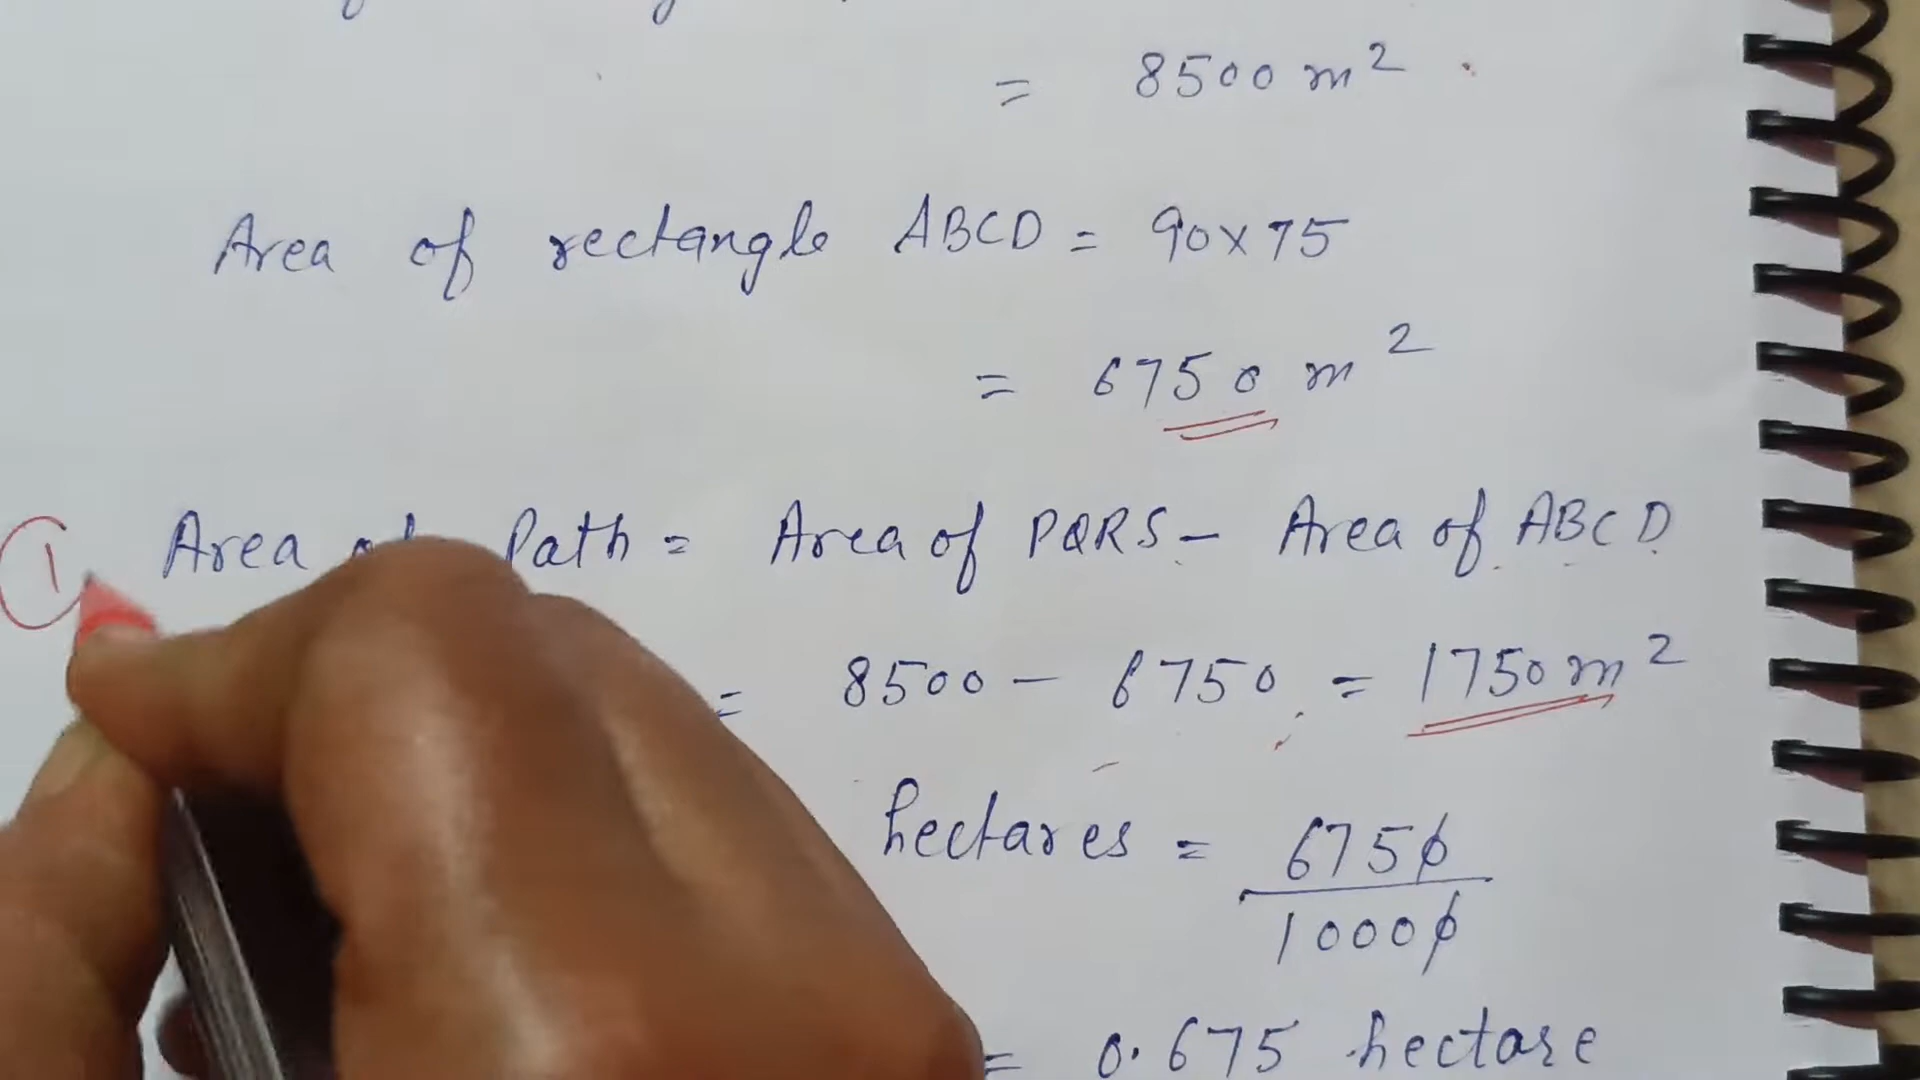 = 8500 m²
Area of rectangle ABCD = 90×75
= 6750 m²
① Area Path = Area of PQRS – Area of ABCD
= 8500 – 6750 = 1750 m²
hectares = 6750/10000
= 0.675 hectare